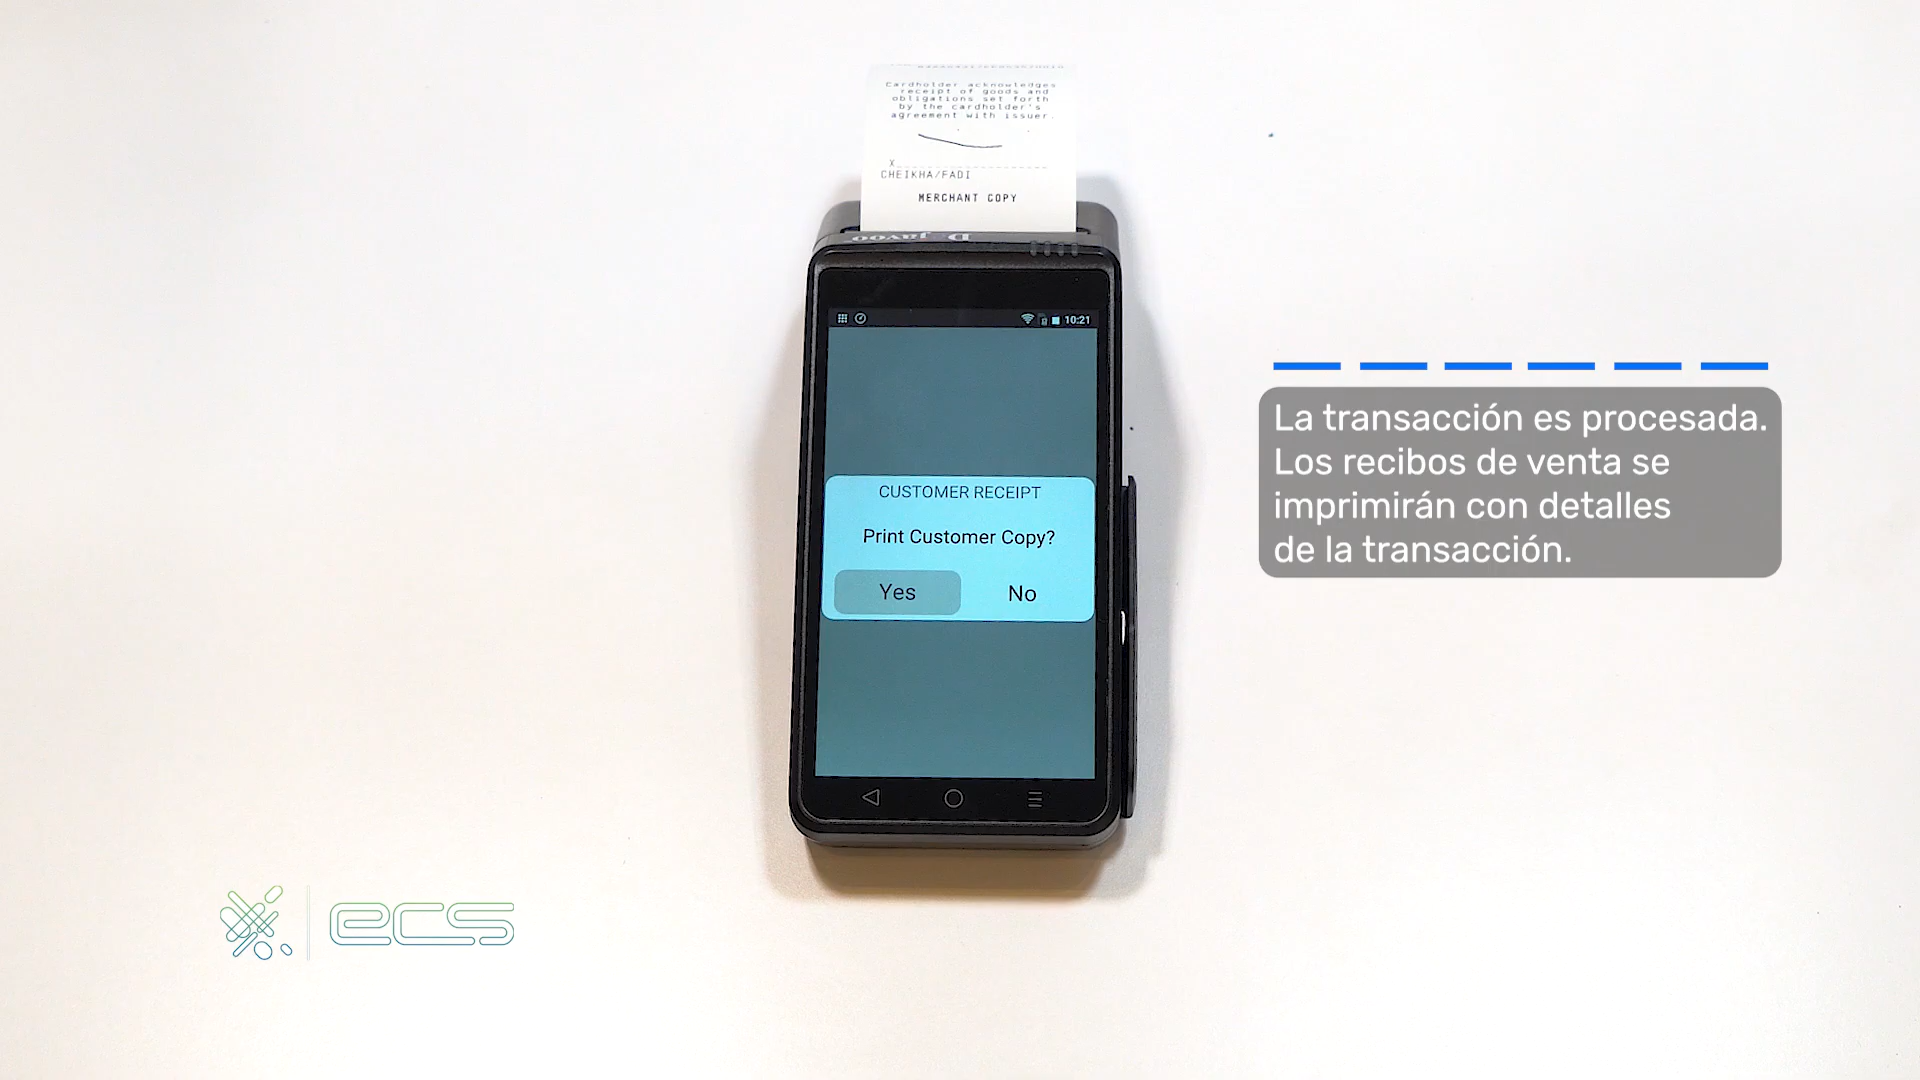 Cardholder acknowledges
receipt of goods and
obligations set forth
by the cardholder's
agreement with issuer.
X
CHEIKHA/FADI
MERCHANT COPY
Dejavoo
10:21
CUSTOMER RECEIPT
Print Customer Copy?
Yes
No
La transacción es procesada.
Los recibos de venta se
imprimirán con detalles
de la transacción.
ecs